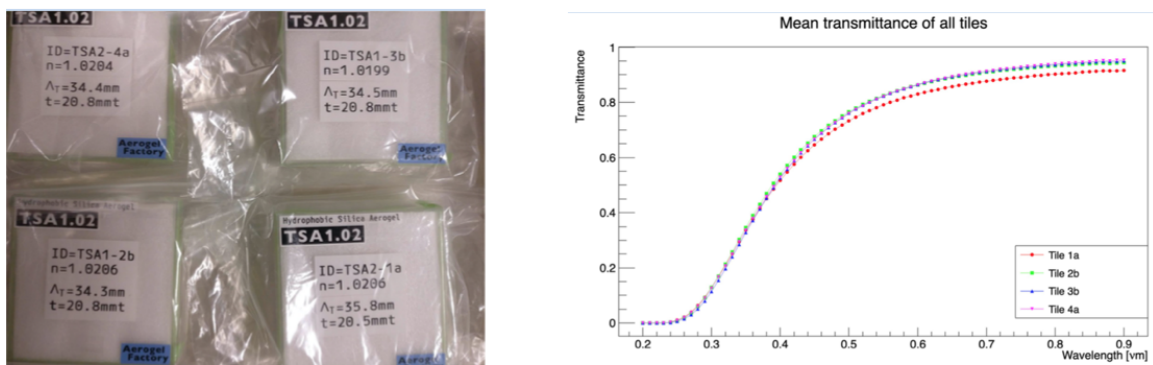 TSA1.02
ID=TSA2-4a
n=1.0204
ΛT=34.4mm
t=20.8mmt
Aerogel
Factory
TSA1.02
ID=TSA1-3b
n=1.0199
ΛT=34.5mm
t=20.8mmt
Aerogel
Factory
Hydrophobic Silica Aerogel
TSA1.02
ID=TSA1-2b
n=1.0206
ΛT=34.3mm
t=20.8mmt
Aerogel
Factory
Hydrophobic Silica Aerogel
TSA1.02
ID=TSA2-1a
n=1.0206
ΛT=35.8mm
t=20.5mmt
Mean transmittance of all tiles
Transmittance
1
0.8
0.6
0.4
0.2
0
0.2 0.3 0.4 0.5 0.6 0.7 0.8 0.9
Wavelength [vm]
Tile 1a
Tile 2b
Tile 3b
Tile 4a